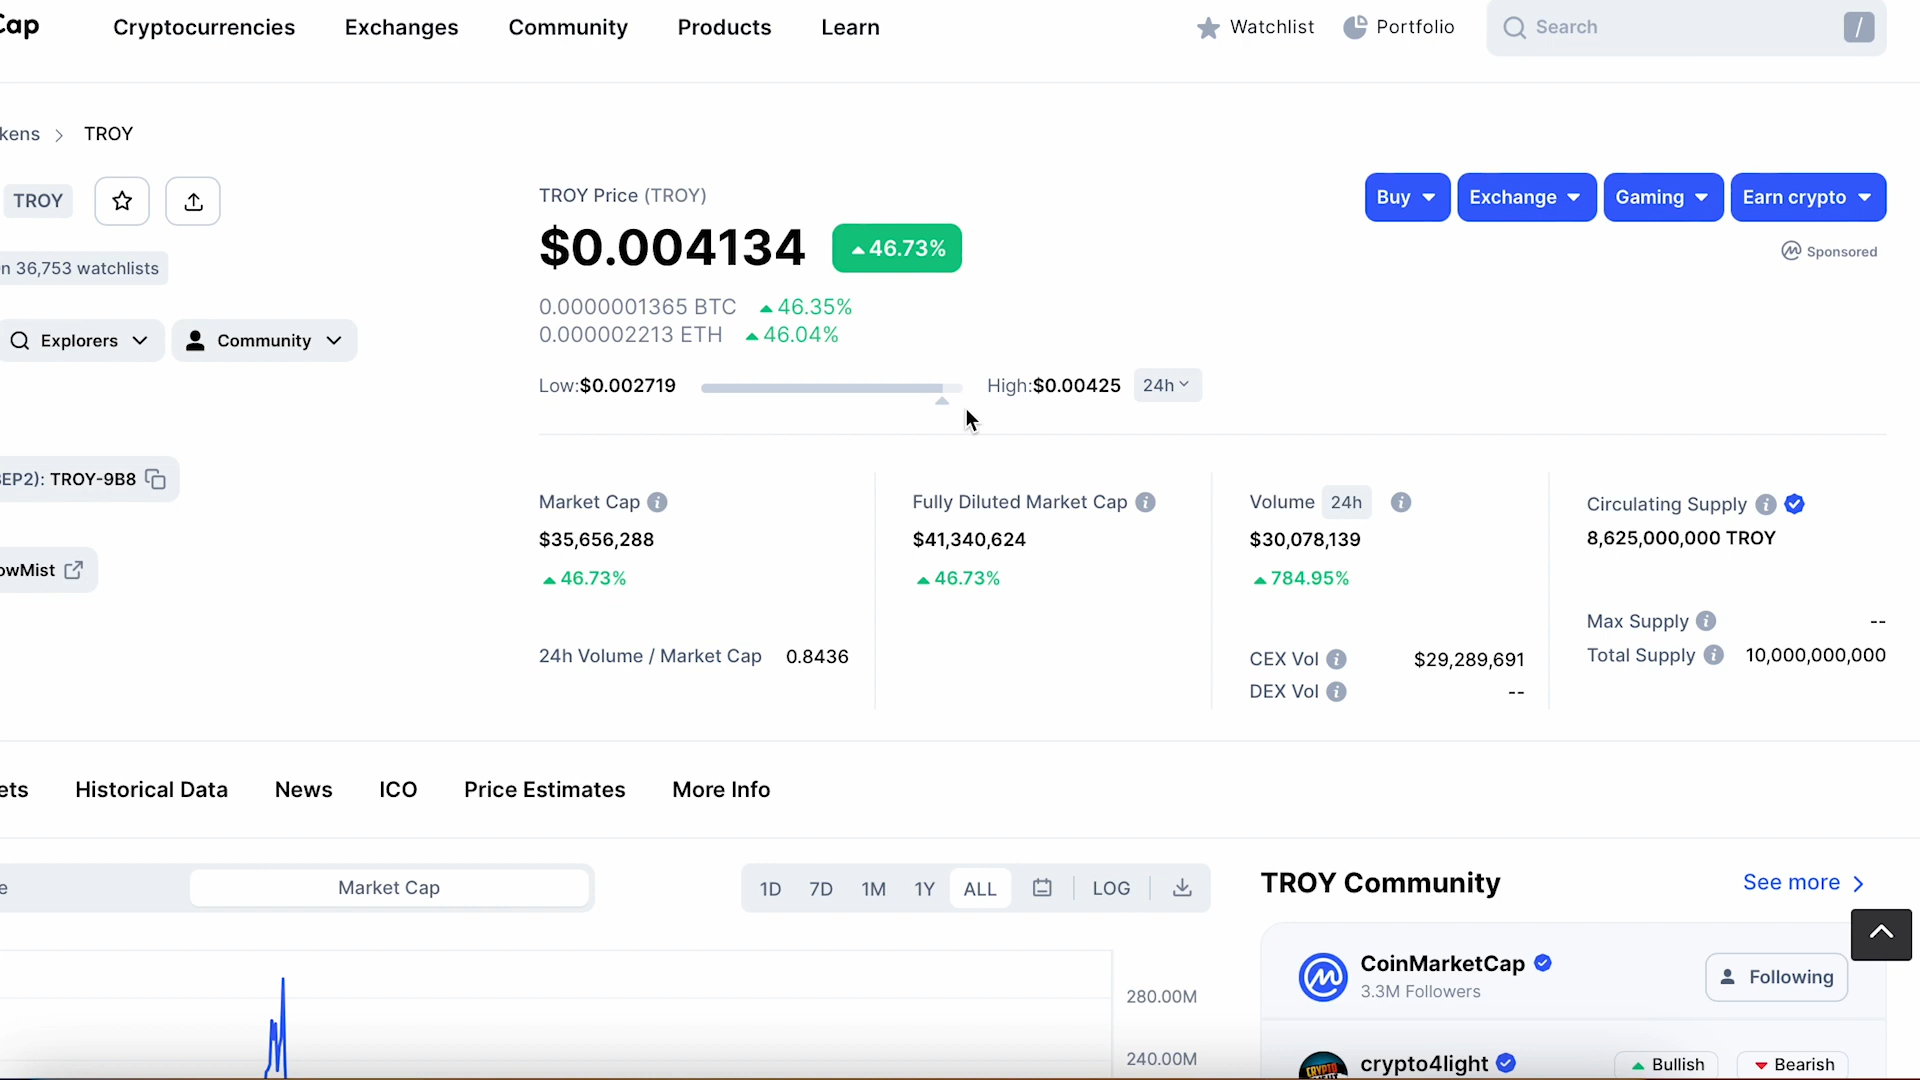 Cap
Cryptocurrencies
Exchanges
Community
Products
Learn
Watchlist
Portfolio
Search
/
kens > TROY
TROY
n 36,753 watchlists
Explorers
Community
EP2): TROY-9B8
owMist
TROY Price (TROY)
$0.004134
46.73%
0.0000001365 BTC
46.35%
0.000002213 ETH
46.04%
Low:$0.002719
High:$0.00425
24h
Buy
Exchange
Gaming
Earn crypto
Sponsored
Market Cap
$35,656,288
46.73%
24h Volume / Market Cap 0.8436
Fully Diluted Market Cap
$41,340,624
46.73%
Volume 24h
$30,078,139
784.95%
CEX Vol $29,289,691
DEX Vol --
Circulating Supply
8,625,000,000 TROY
Max Supply --
Total Supply 10,000,000,000
ets
Historical Data
News
ICO
Price Estimates
More Info
e
Market Cap
1D
7D
1M
1Y
ALL
LOG
280.00M
240.00M
TROY Community
See more
CoinMarketCap
3.3M Followers
Following
crypto4light
Bullish
Bearish
CRYPTO